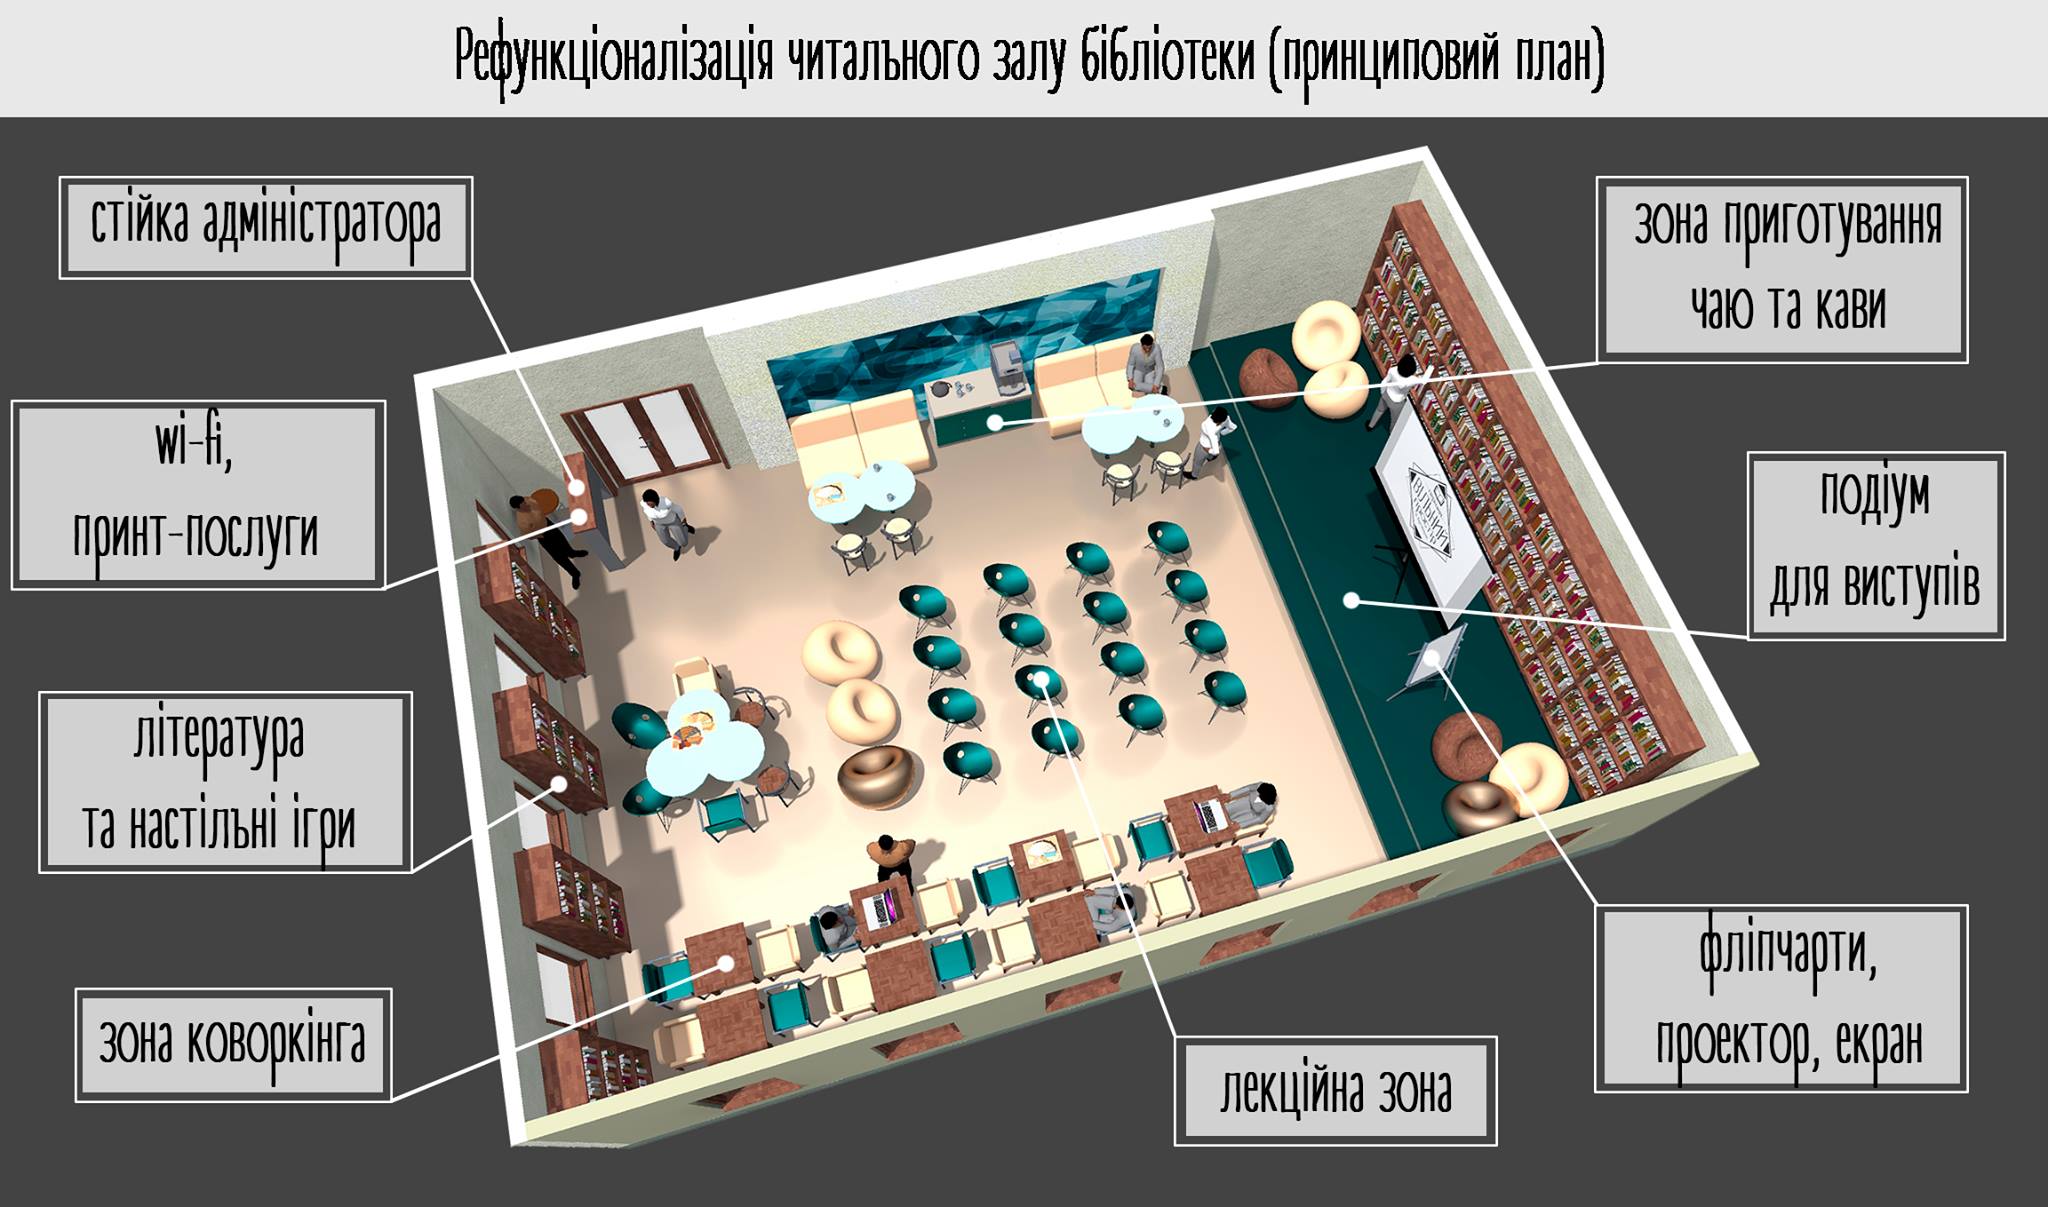 Рефункціоналізація читального залу бібліотеки (принциповий план)
стійка адміністратора
wi-fi,
принт-послуги
література
та настільні ігри
зона коворкінга
зона приготування
чаю та кави
подіум
для виступів
фліпчарти,
проектор, екран
лекційна зона
ВІЛЬНИЙ